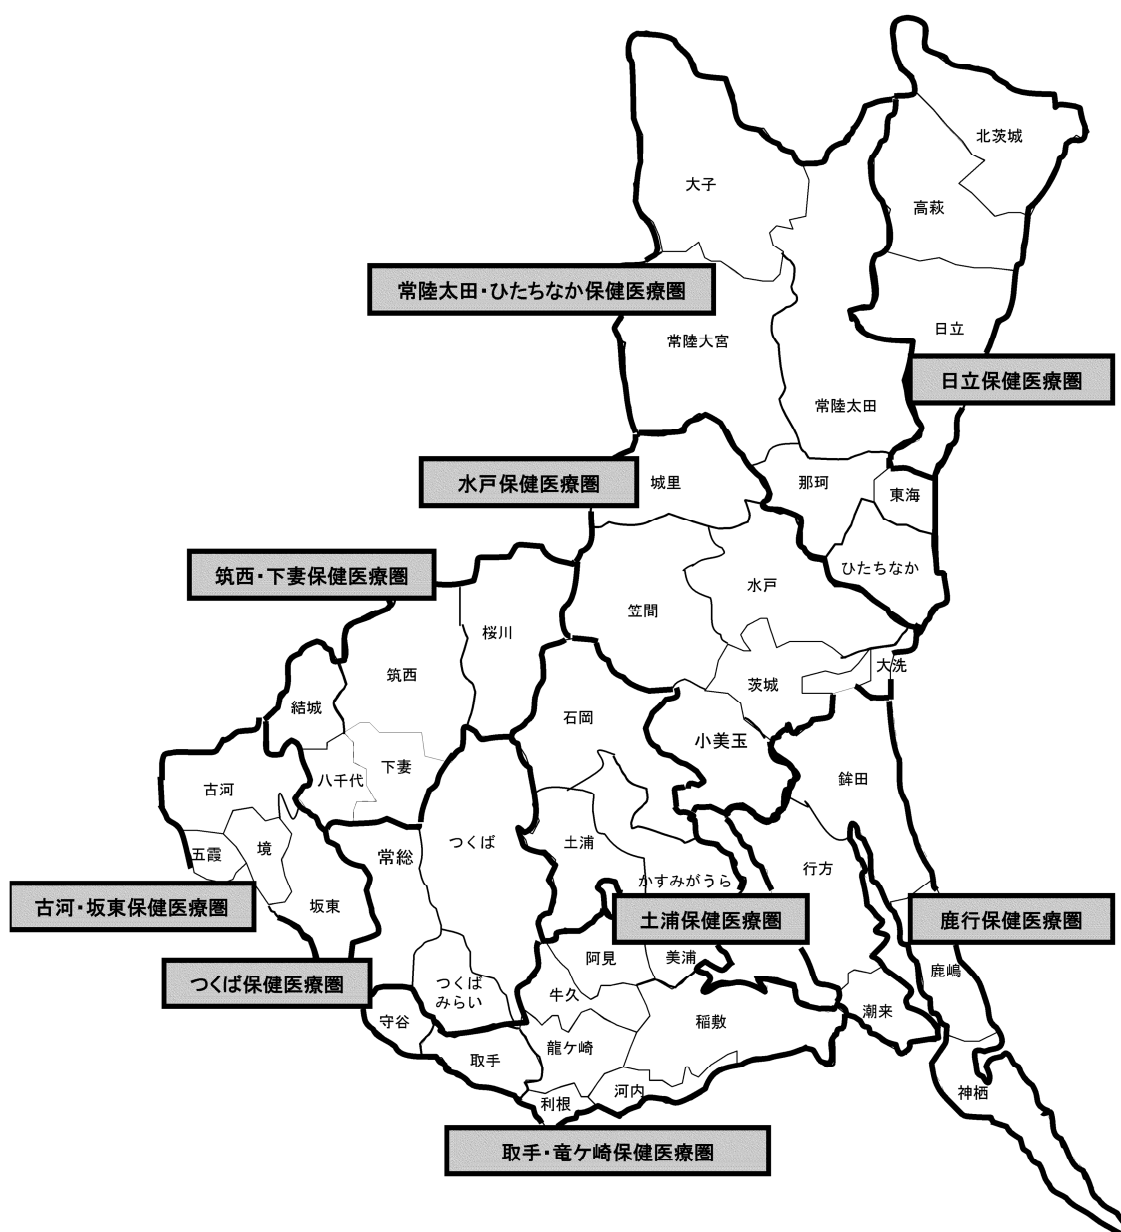 北茨城
大子
高萩
常陸太田・ひたちなか保健医療圏
日立
常陸大宮
日立保健医療圏
常陸太田
水戸保健医療圏
城里
那珂
東海
ひたちなか
筑西・下妻保健医療圏
水戸
笠間
桜川
大洗
筑西
茨城
結城
石岡
小美玉
下妻
八千代
鉾田
古河
つくば
土浦
境
五霞
常総
行方
かすみがうら
坂東
古河・坂東保健医療圏
土浦保健医療圏
鹿行保健医療圏
阿見
美浦
鹿嶋
つくば保健医療圏
つくば
みらい
牛久
潮来
守谷
稲敷
龍ケ崎
取手
河内
神栖
利根
取手・竜ケ崎保健医療圏